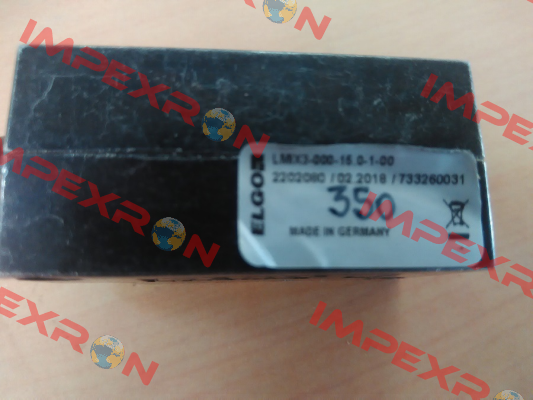 ELGO
LMIX3-000-15.0-1-00
2202060 / 02.2018 / 733260031
350
MADE IN GERMANY
IMPEXRON
IMPEXRON
IMPEXRON
IMPEXRON
IMPEXRON